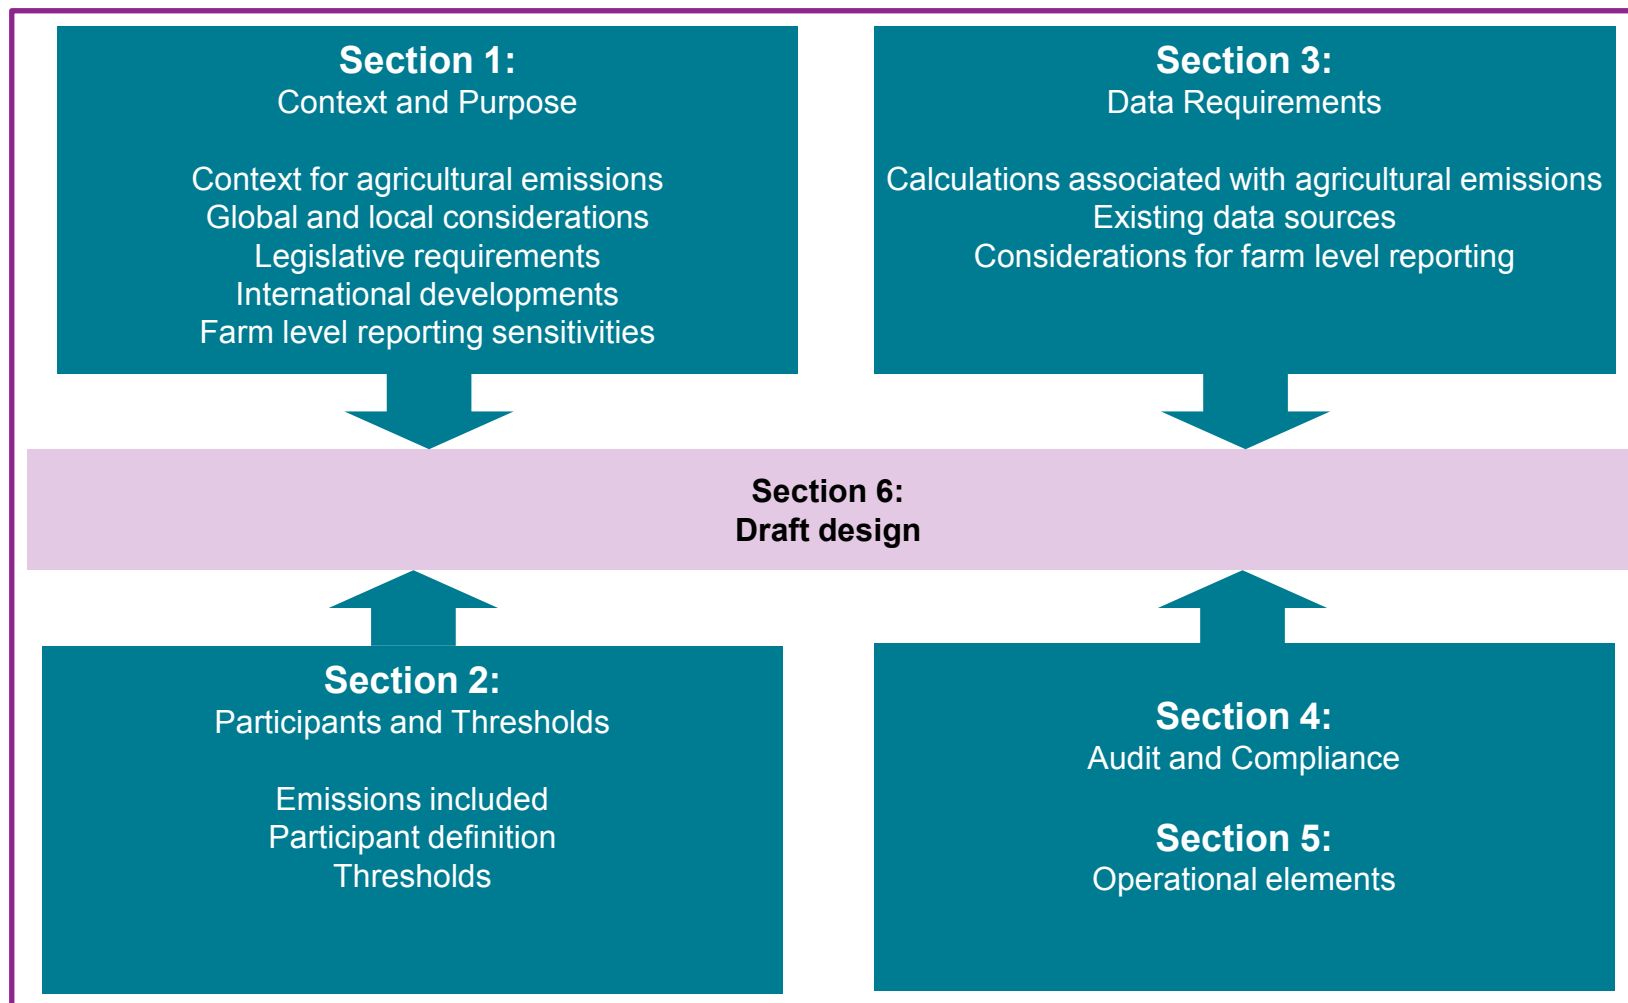 Section 1:
Context and Purpose
Context for agricultural emissions
Global and local considerations
Legislative requirements
International developments
Farm level reporting sensitivities
Section 3:
Data Requirements
Calculations associated with agricultural emissions
Existing data sources
Considerations for farm level reporting
Section 6:
Draft design
Section 2:
Participants and Thresholds
Emissions included
Participant definition
Thresholds
Section 4:
Audit and Compliance
Section 5:
Operational elements